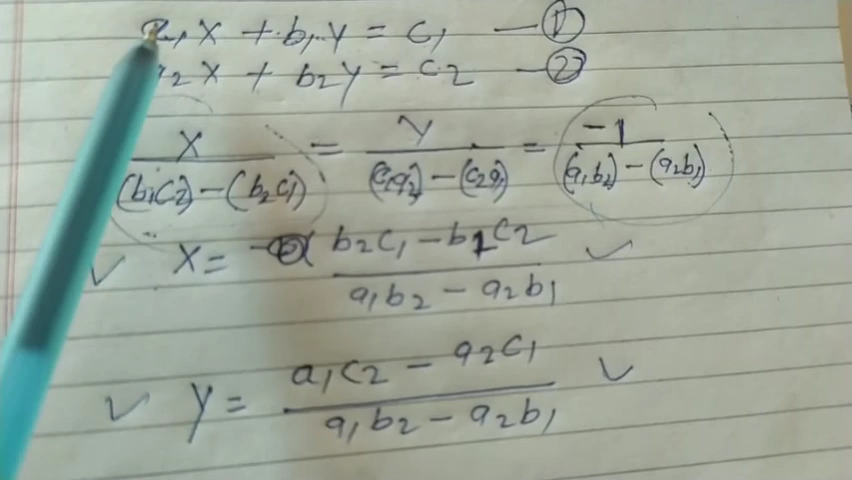 a₁x + b₁y = c₁ — ①
a₂x + b₂y = c₂ — ②
x/((b₁c₂)-(b₂c₁)) = y/((c₁a₂)-(c₂a₁)) = -1/((a₁b₂)-(a₂b₁))
✓ x = (b₂c₁-b₁c₂)/(a₁b₂-a₂b₁) ✓
✓ y = (a₁c₂-a₂c₁)/(a₁b₂-a₂b₁) ✓